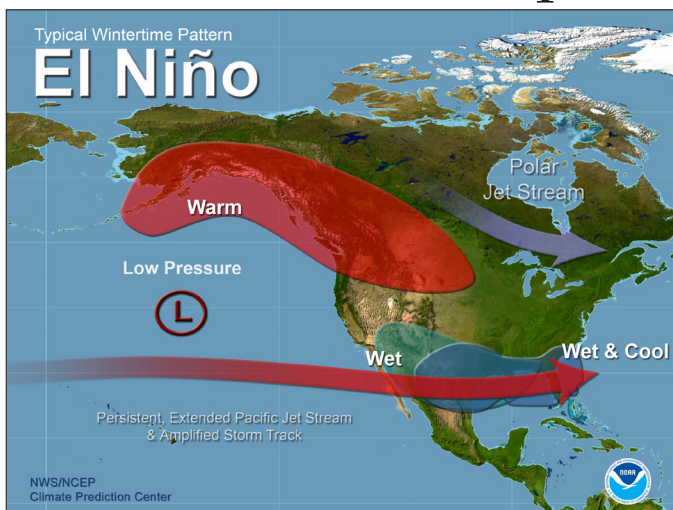 Typical Wintertime Pattern
El Niño
Polar
Jet Stream
Warm
Low Pressure
L
Wet
Wet & Cool
Persistent, Extended Pacific Jet Stream
& Amplified Storm Track
NWS/NCEP
Climate Prediction Center
NOAA